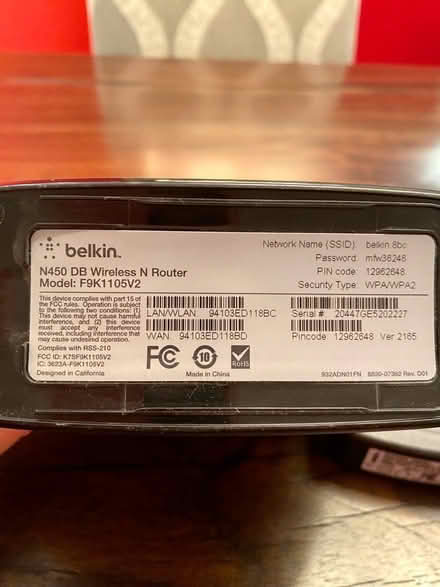 belkin.
N450 DB Wireless N Router
Model: F9K1105V2
Network Name (SSID): belkin.8bc
Password: mfw36248
PIN code: 12962648
Security Type: WPA/WPA2
This device complies with part 15 of
the FCC rules. Operation is subject
to the following two conditions: (1)
This device may not cause harmful
interference, and (2) this device
must accept any interference
received, including interference that
may cause undesired operation.
Complies with RSS-210
FCC ID: K7SF9K1105V2
IC: 3623A-F9K1105V2
Designed in California
LAN/WLAN: 94103ED118BC
WAN: 94103ED118BD
FC
10
RoHS
Made in China
Serial#: 20447GE5202227
Pincode: 12962648 Ver 2165
932ADN01FN 8820-07392 Rev. D01